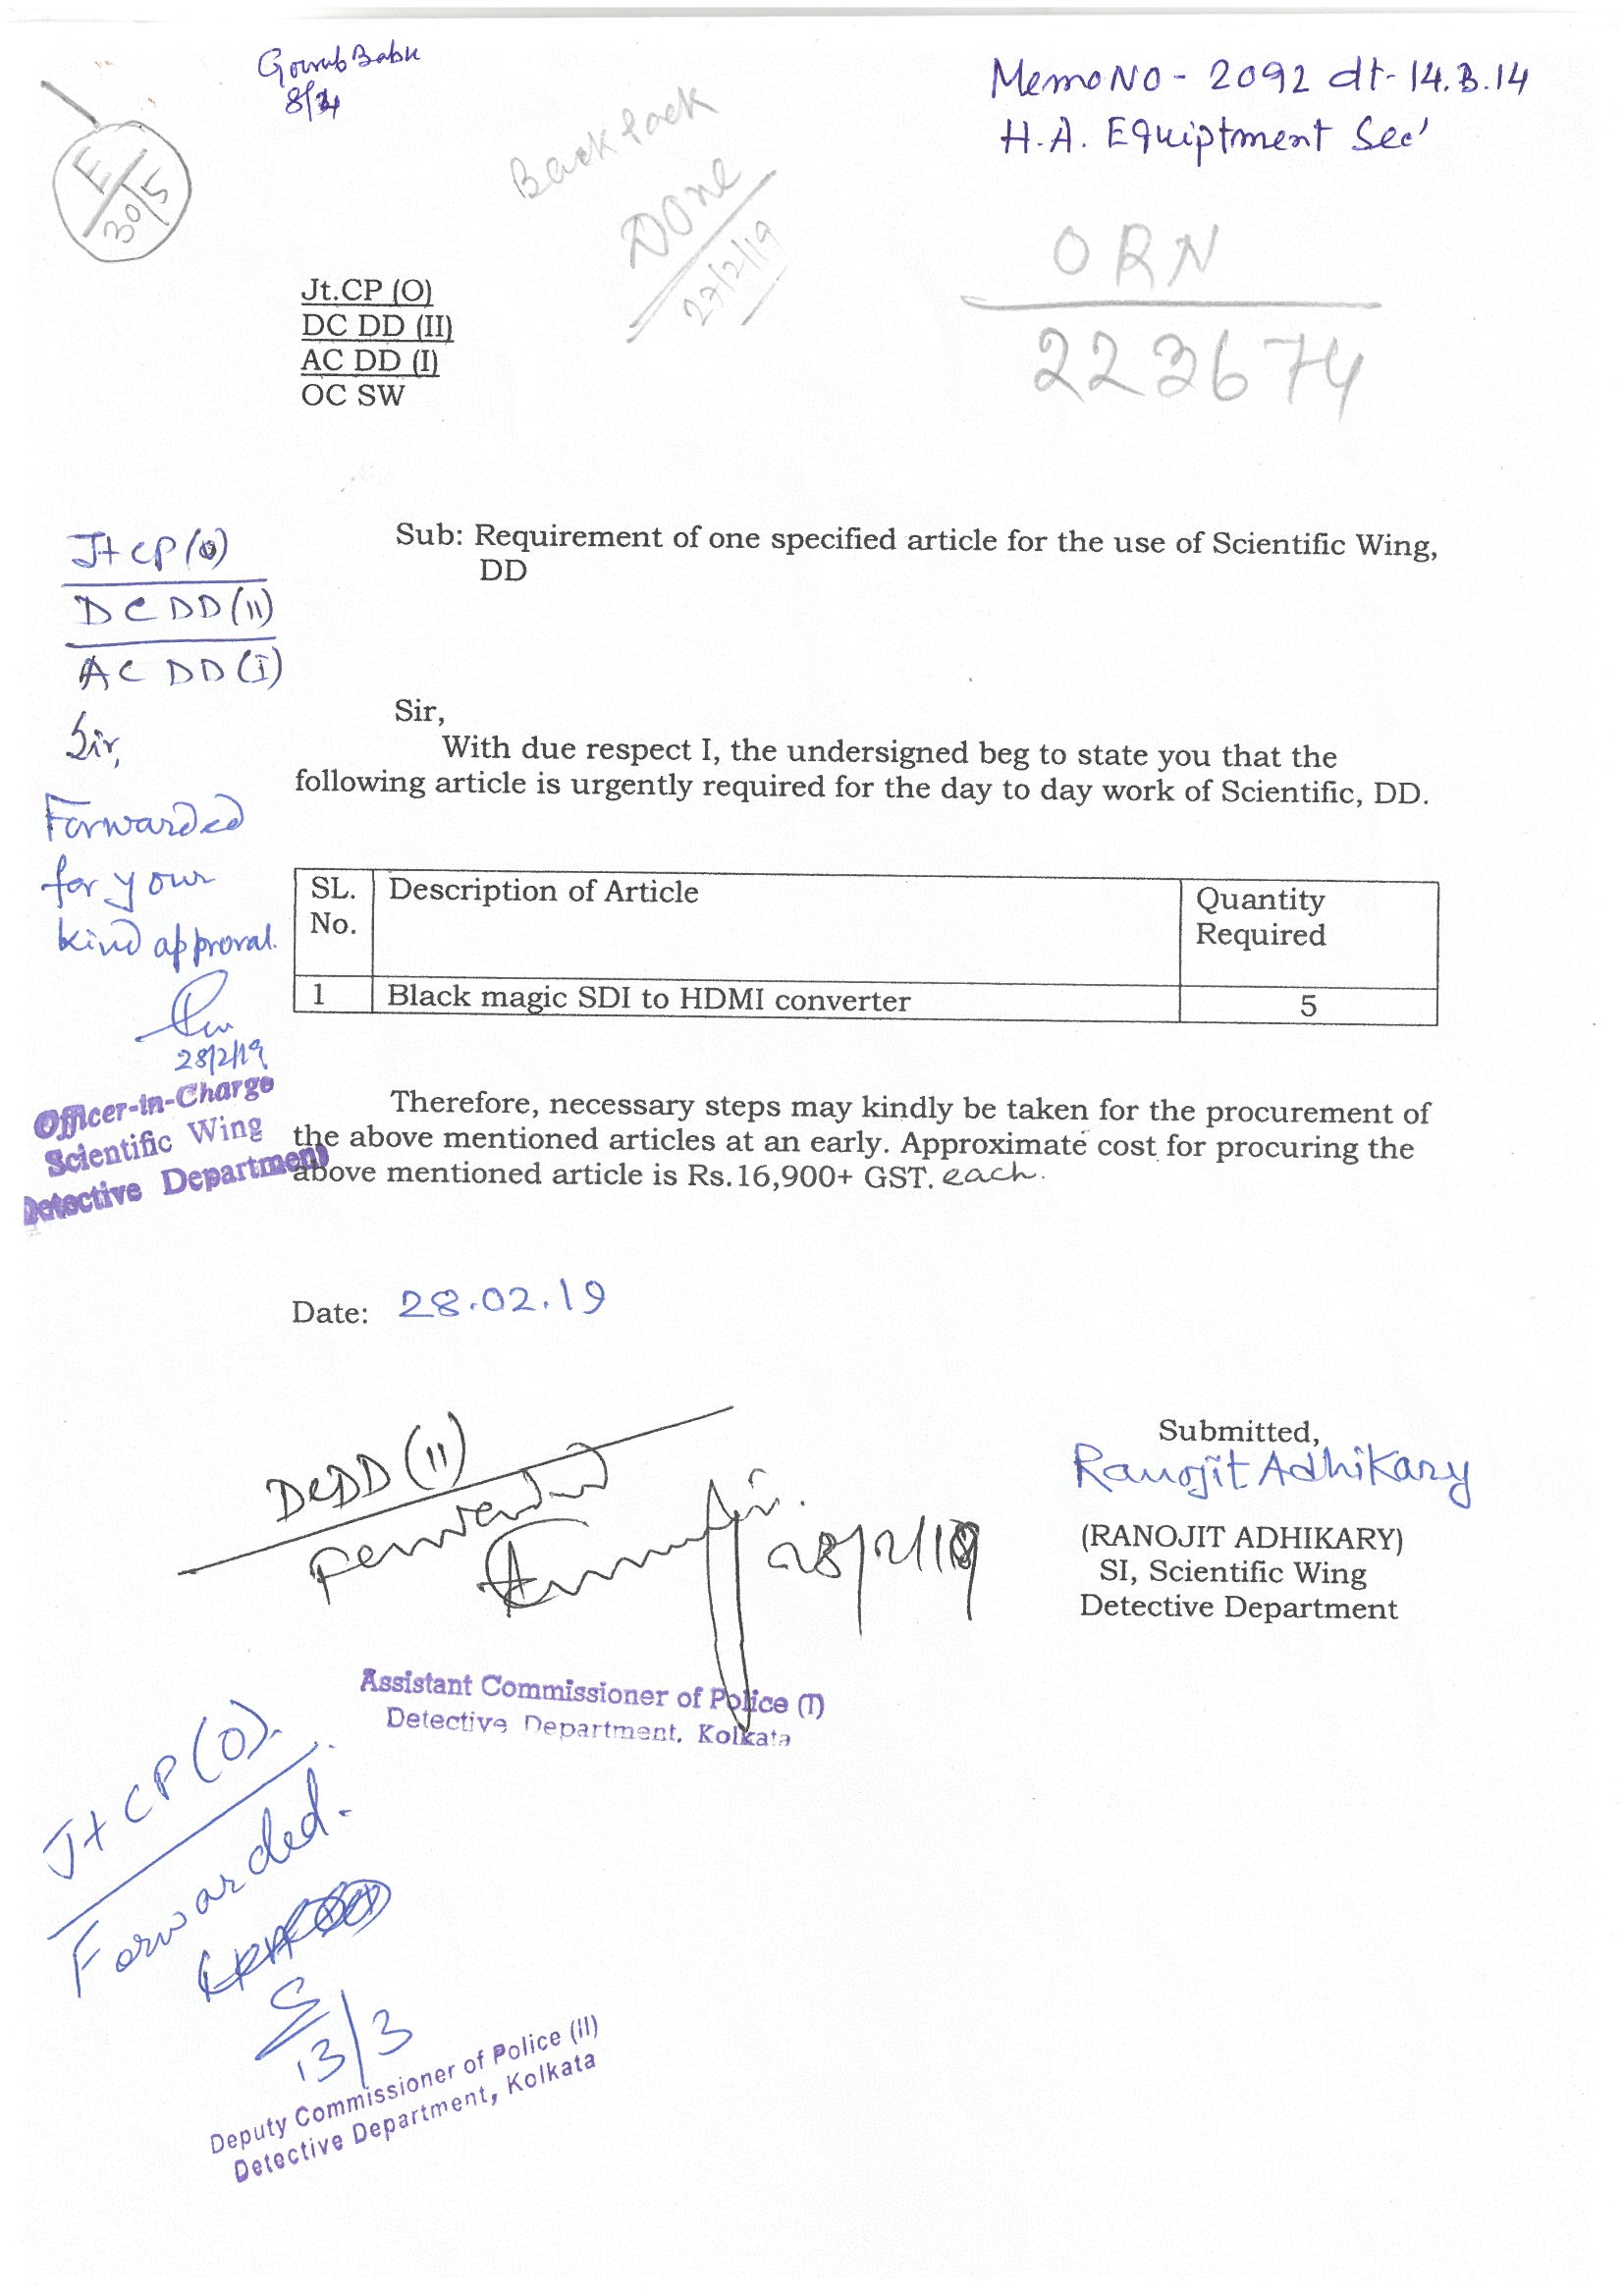 Gourab Babu
Memo NO - 2092 dt - 14.3.14
H.A. Equiptment Sec'
E
30/5
Back Pack
Done
27/2/19
ORN
223674
Jt.CP (O)
DC DD (II)
AC DD (I)
OC SW
Sub: Requirement of one specified article for the use of Scientific Wing,
DD
Jt CP (O)
DC DD (II)
AC DD (I)
Sir,
Forwarded
for your
kind approval.
28/2/19
Officer-in-Charge
Scientific Wing
Detective Department
Sir,
With due respect I, the undersigned beg to state you that the
following article is urgently required for the day to day work of Scientific, DD.
SL. No. Description of Article Quantity Required
1 Black magic SDI to HDMI converter 5
Therefore, necessary steps may kindly be taken for the procurement of
the above mentioned articles at an early. Approximate cost for procuring the
above mentioned article is Rs.16,900+ GST. each.
Date: 28.02.19
Submitted,
Ranojit Adhikary
(RANOJIT ADHIKARY)
SI, Scientific Wing
Detective Department
DCDD (II)
28/2/19
Assistant Commissioner of Police (I)
Detective Department, Kolkata
Jt CP (O).
Forwarded.
13/3
Deputy Commissioner of Police (II)
Detective Department, Kolkata